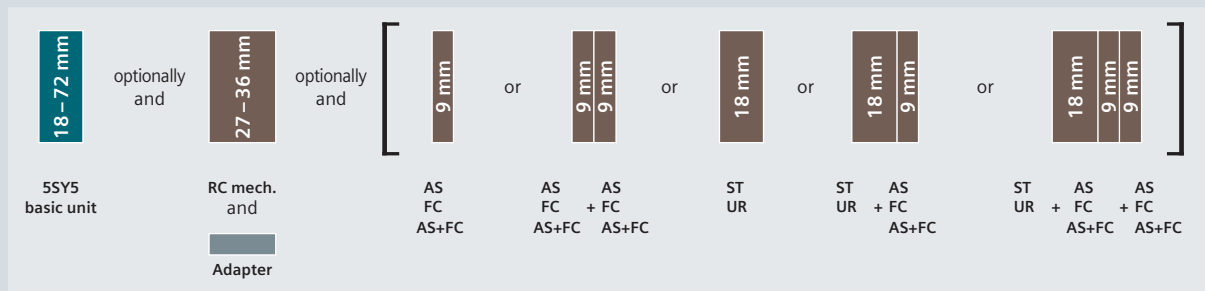 18–72 mm
optionally
and
27–36 mm
optionally
and
9 mm
or
9 mm
9 mm
or
18 mm
or
18 mm
9 mm
or
18 mm
9 mm
9 mm
5SY5
basic unit
RC mech.
and
Adapter
AS
FC
AS+FC
AS AS
FC + FC
AS+FC AS+FC
ST
UR
ST AS
UR + FC
AS+FC
ST AS AS
UR + FC + FC
AS+FC AS+FC